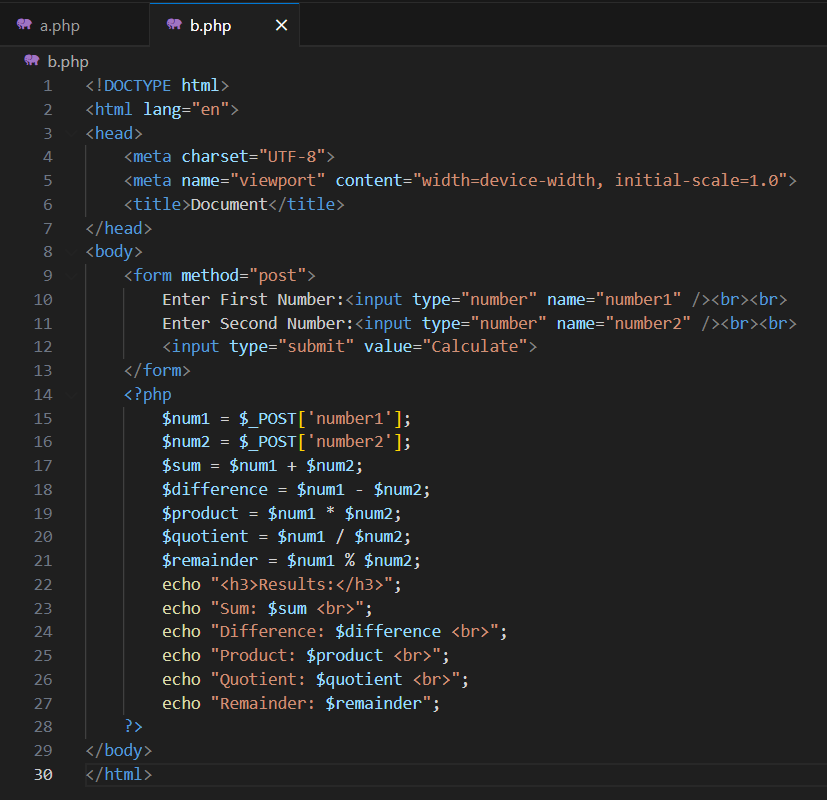 a.php
b.php ×
b.php
1 <!DOCTYPE html>
2 <html lang="en">
3 <head>
4     <meta charset="UTF-8">
5     <meta name="viewport" content="width=device-width, initial-scale=1.0">
6     <title>Document</title>
7 </head>
8 <body>
9     <form method="post">
10         Enter First Number:<input type="number" name="number1" /><br><br>
11         Enter Second Number:<input type="number" name="number2" /><br><br>
12         <input type="submit" value="Calculate">
13     </form>
14     <?php
15         $num1 = $_POST['number1'];
16         $num2 = $_POST['number2'];
17         $sum = $num1 + $num2;
18         $difference = $num1 - $num2;
19         $product = $num1 * $num2;
20         $quotient = $num1 / $num2;
21         $remainder = $num1 % $num2;
22         echo "<h3>Results:</h3>";
23         echo "Sum: $sum <br>";
24         echo "Difference: $difference <br>";
25         echo "Product: $product <br>";
26         echo "Quotient: $quotient <br>";
27         echo "Remainder: $remainder";
28     ?>
29 </body>
30 </html>